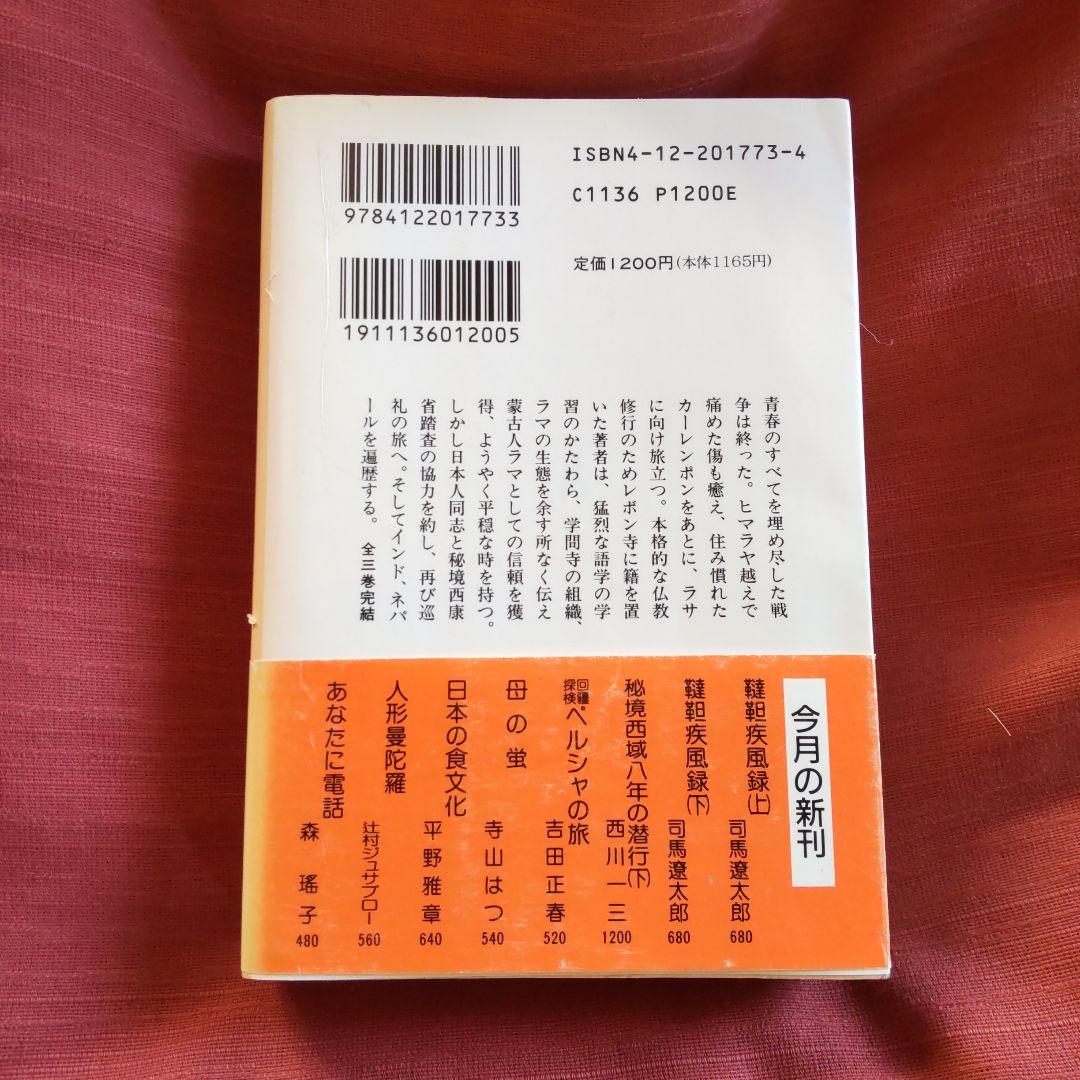 9784122017733
ISBN4-12-201773-4
C1136 P1200E
1911136012005
定価1200円(本体1165円)
青春のすべてを埋め尽した戦
争は終った。ヒマラヤ越えで
痛めた傷も癒え、住み慣れた
カーレンポンをあとに、ラサ
に向け旅立つ。本格的な仏教
修行のためレボン寺に籍を置
いた著者は、猛烈な語学の学
習のかたわら、学問寺の組織、
ラマの生態を余す所なく伝え
蒙古人ラマとしての信頼を獲
得、ようやく平穏な時を持つ。
しかし日本人同志と秘境西康
省踏査の協力を約し、再び巡
礼の旅へ。そしてインド、ネパ
ールを遍歴する。 全三巻完結
今月の新刊
韃靼疾風録(上) 司馬遼太郎 680
韃靼疾風録(下) 司馬遼太郎 680
秘境西域八年の潜行(下) 西川一三 1200
回疆探検ペルシャの旅 吉田正春 520
母の蛍 寺山はつ 540
日本の食文化 平野雅章 640
人形曼陀羅 辻村ジュサブロー 560
あなたに電話 森瑤子 480